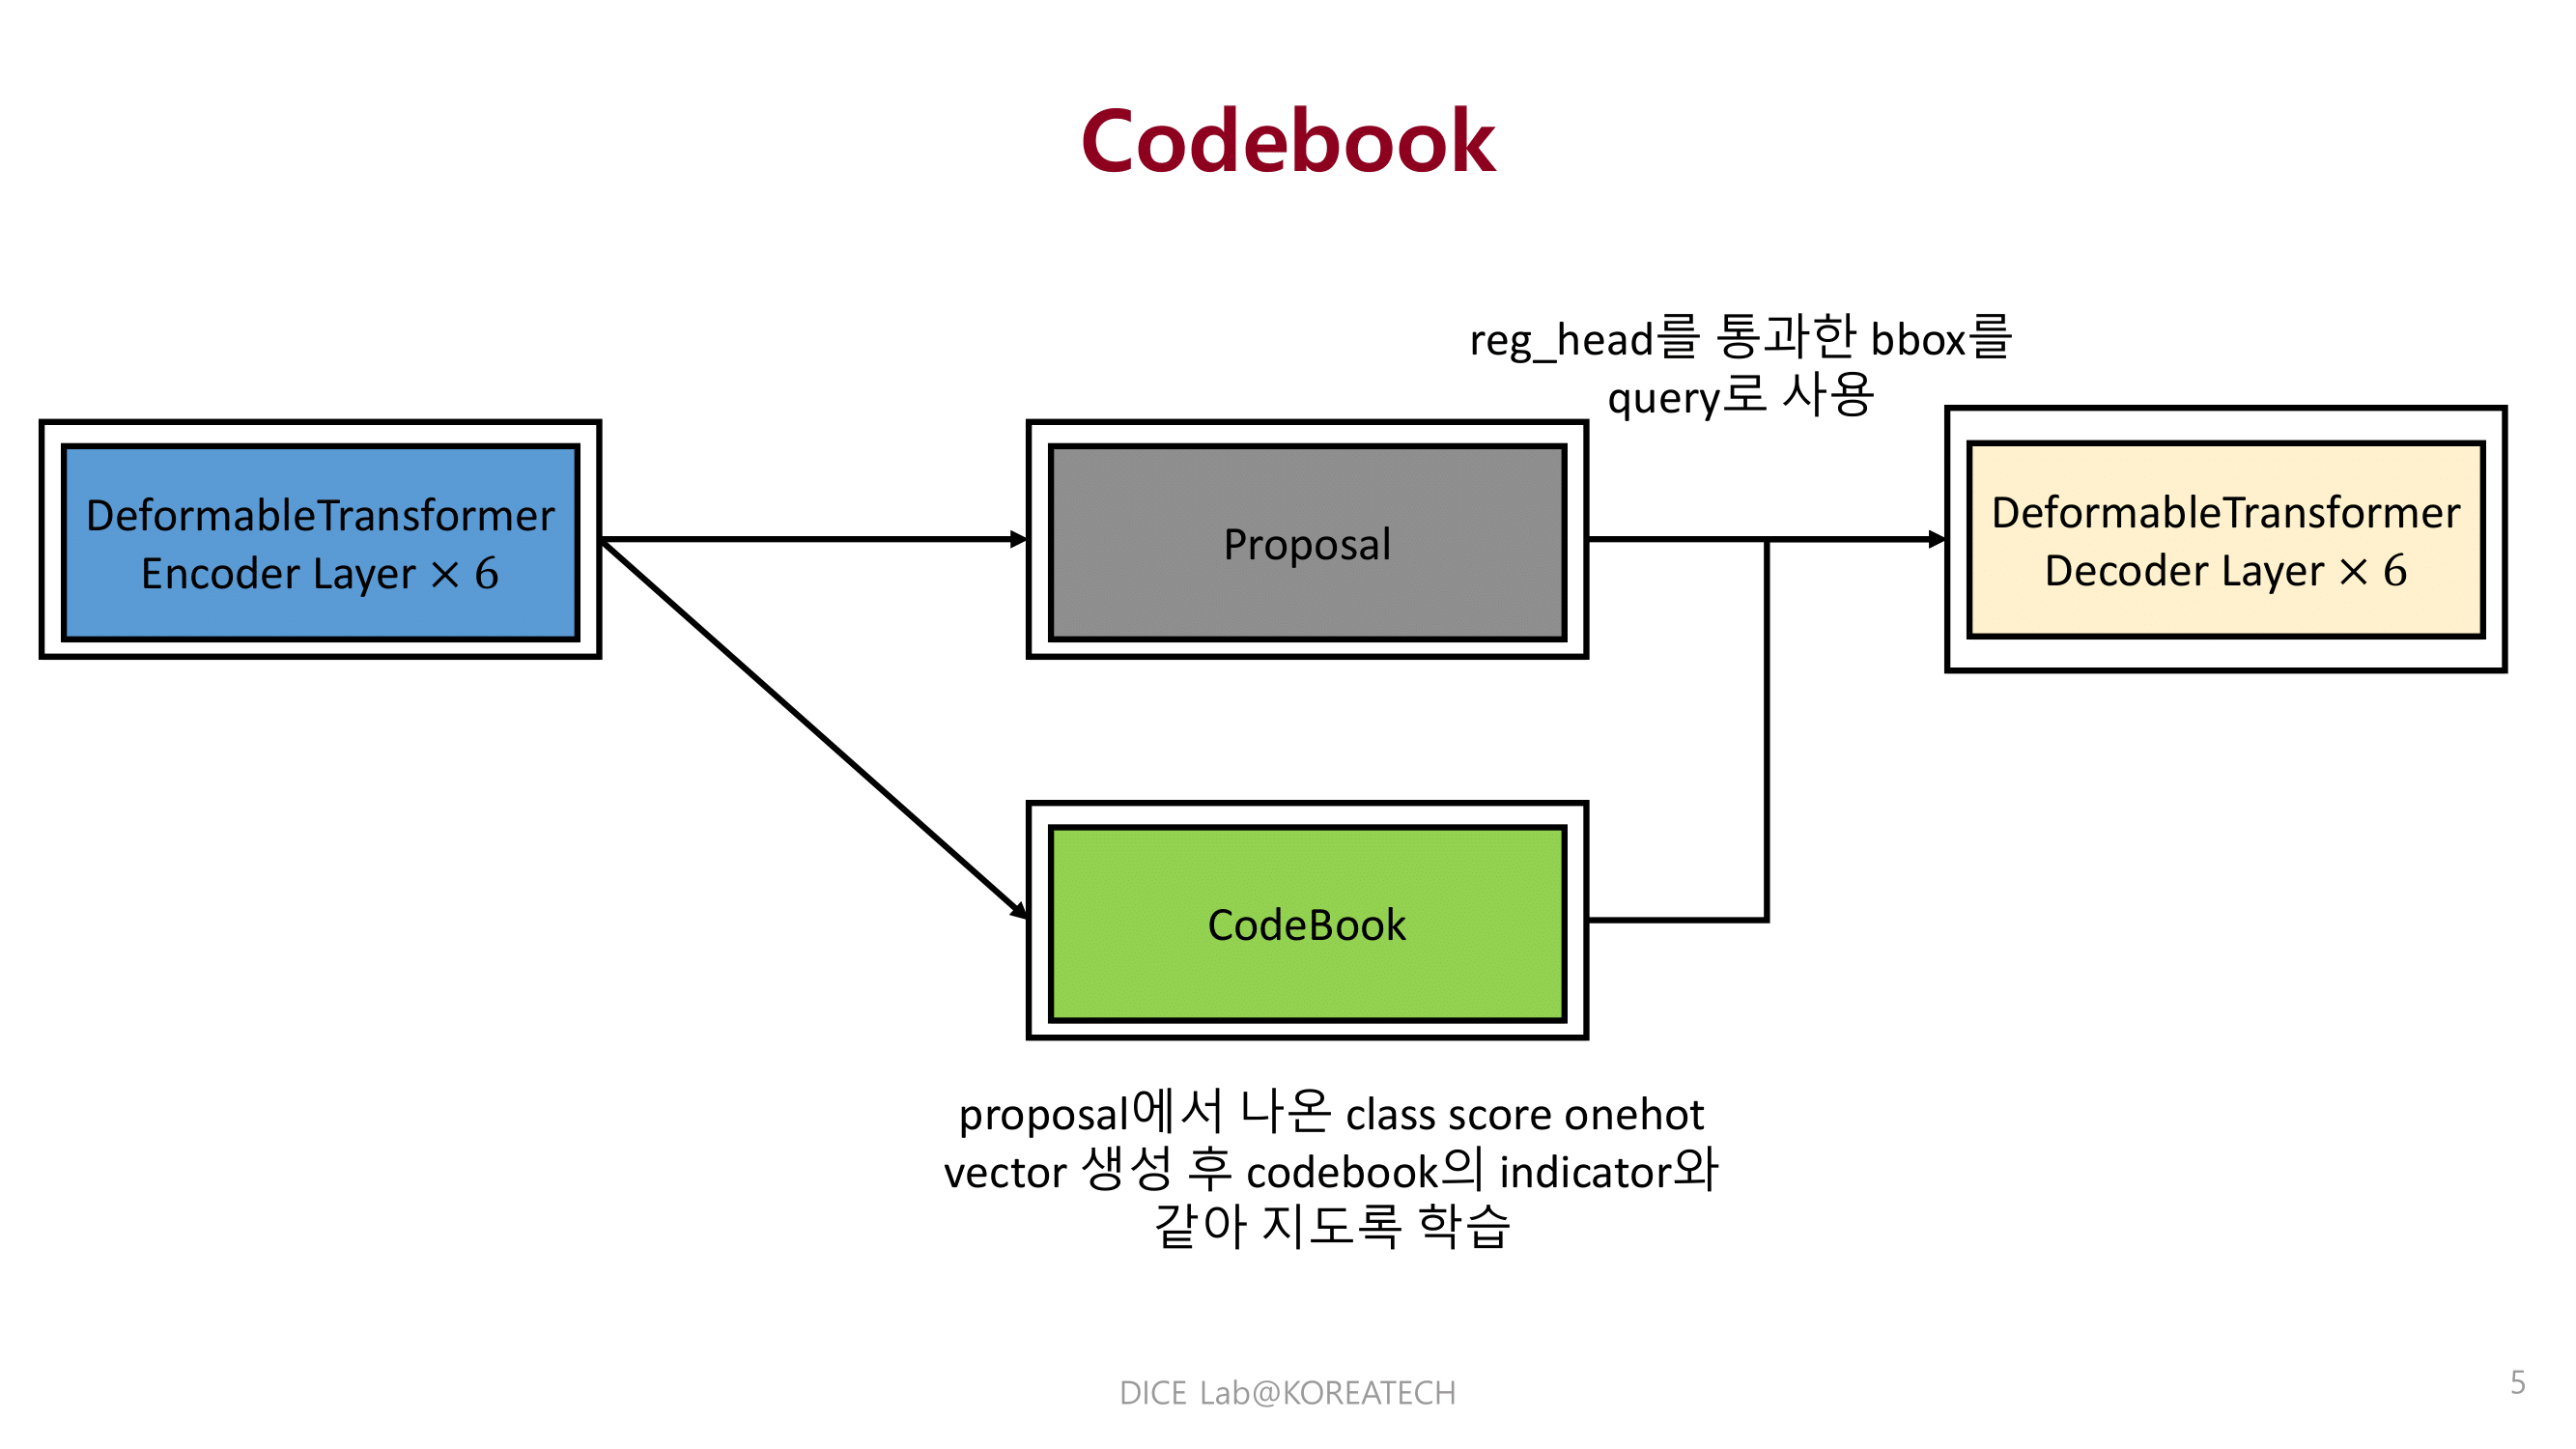 Codebook
reg_head를 통과한 bbox를
query로 사용
DeformableTransformer
Encoder Layer × 6
Proposal
DeformableTransformer
Decoder Layer × 6
CodeBook
proposal에서 나온 class score onehot
vector 생성 후 codebook의 indicator와
같아 지도록 학습
DICE Lab@KOREATECH
5